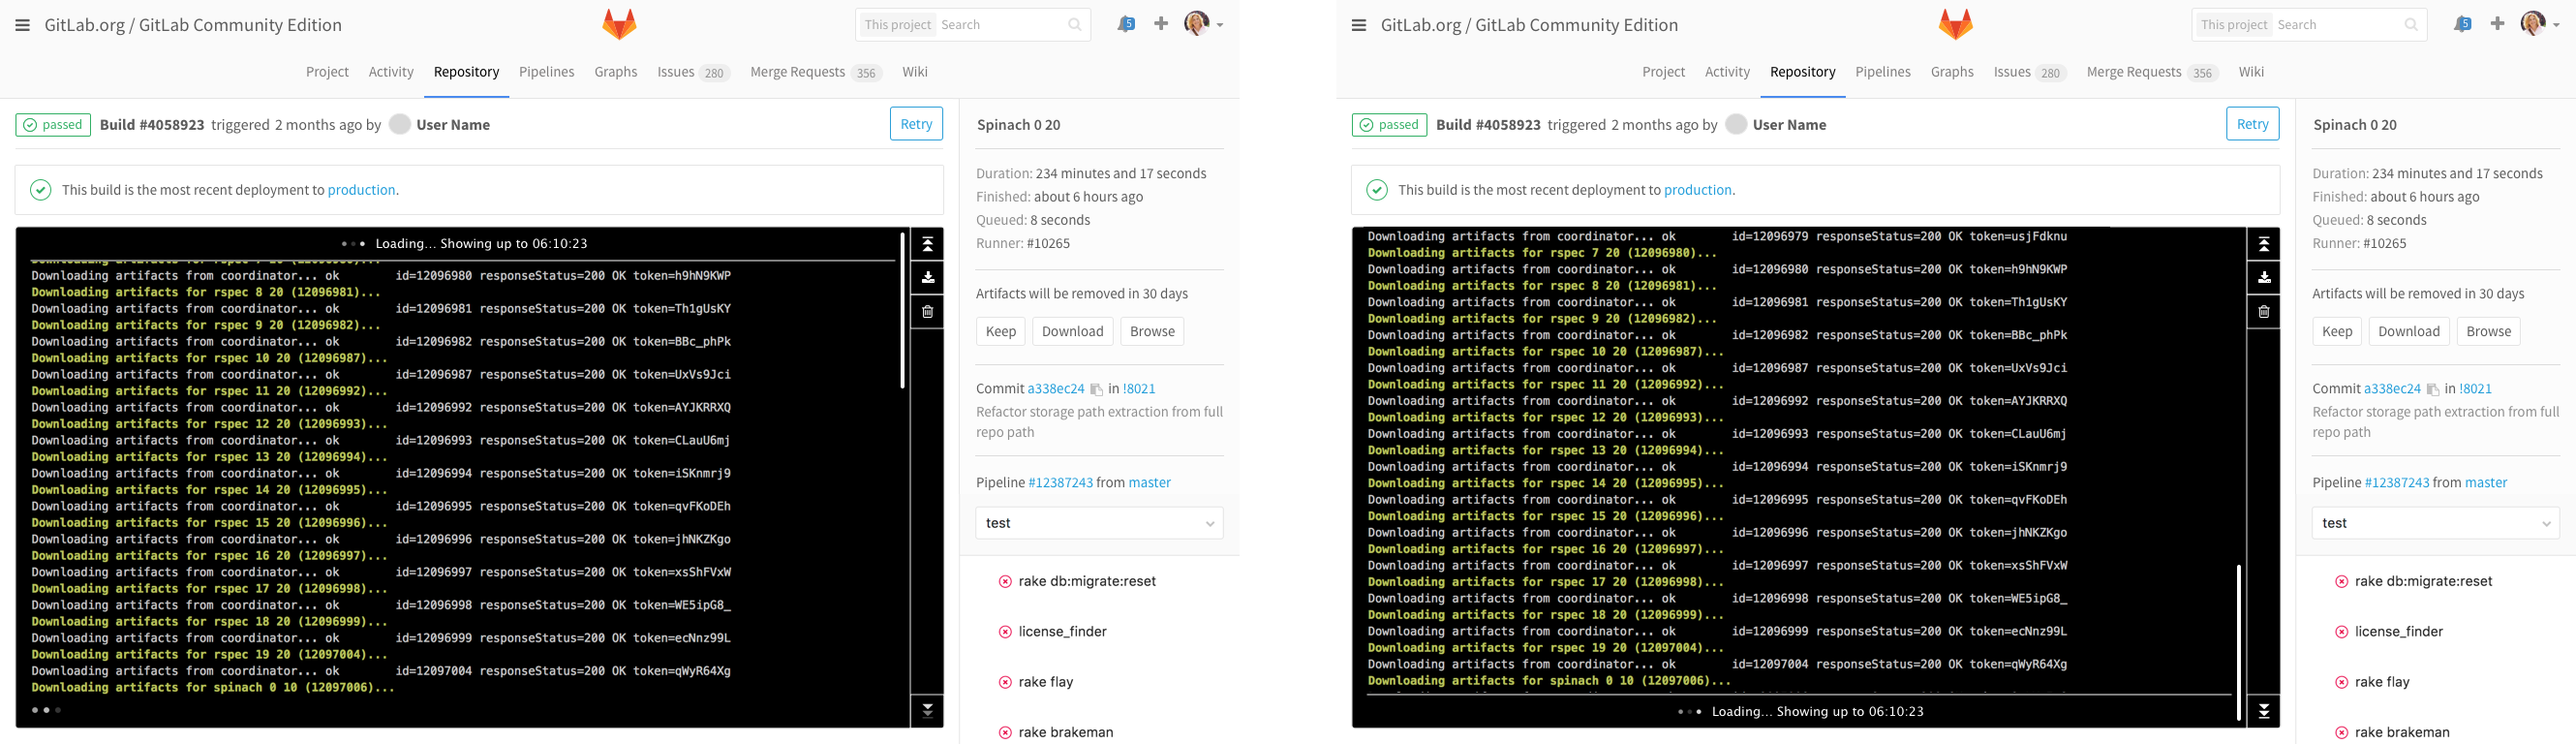 GitLab.org / GitLab Community Edition
This project Search
5
Project Activity Repository Pipelines Graphs Issues 280 Merge Requests 356 Wiki
passed Build #4058923 triggered 2 months ago by User Name
Retry
This build is the most recent deployment to production.
Loading... Showing up to 06:10:23
Downloading artifacts from coordinator... ok id=12096980 responseStatus=200 OK token=h9hN9KWP
Downloading artifacts for rspec 8 20 (12096981)...
Downloading artifacts from coordinator... ok id=12096981 responseStatus=200 OK token=Th1gUsKY
Downloading artifacts for rspec 9 20 (12096982)...
Downloading artifacts from coordinator... ok id=12096982 responseStatus=200 OK token=BBc_phPk
Downloading artifacts for rspec 10 20 (12096987)...
Downloading artifacts from coordinator... ok id=12096987 responseStatus=200 OK token=UxVs9Jci
Downloading artifacts for rspec 11 20 (12096992)...
Downloading artifacts from coordinator... ok id=12096992 responseStatus=200 OK token=AYJKRRXQ
Downloading artifacts for rspec 12 20 (12096993)...
Downloading artifacts from coordinator... ok id=12096993 responseStatus=200 OK token=CLauU6mj
Downloading artifacts for rspec 13 20 (12096994)...
Downloading artifacts from coordinator... ok id=12096994 responseStatus=200 OK token=iSKnmrj9
Downloading artifacts for rspec 14 20 (12096995)...
Downloading artifacts from coordinator... ok id=12096995 responseStatus=200 OK token=qvFKoDEh
Downloading artifacts for rspec 15 20 (12096996)...
Downloading artifacts from coordinator... ok id=12096996 responseStatus=200 OK token=jhNKZKgo
Downloading artifacts for rspec 16 20 (12096997)...
Downloading artifacts from coordinator... ok id=12096997 responseStatus=200 OK token=xsShFVxW
Downloading artifacts for rspec 17 20 (12096998)...
Downloading artifacts from coordinator... ok id=12096998 responseStatus=200 OK token=WE5ipG8_
Downloading artifacts for rspec 18 20 (12096999)...
Downloading artifacts from coordinator... ok id=12096999 responseStatus=200 OK token=ecNnz99L
Downloading artifacts for rspec 19 20 (12097004)...
Downloading artifacts from coordinator... ok id=12097004 responseStatus=200 OK token=qWyR64Xg
Downloading artifacts for spinach 0 10 (12097006)...
Spinach 0 20
Duration: 234 minutes and 17 seconds
Finished: about 6 hours ago
Queued: 8 seconds
Runner: #10265
Artifacts will be removed in 30 days
Keep Download Browse
Commit a338ec24 in !8021
Refactor storage path extraction from full
repo path
Pipeline #12387243 from master
test
rake db:migrate:reset
license_finder
rake flay
rake brakeman
GitLab.org / GitLab Community Edition
This project Search
5
Project Activity Repository Pipelines Graphs Issues 280 Merge Requests 356 Wiki
passed Build #4058923 triggered 2 months ago by User Name
Retry
This build is the most recent deployment to production.
Downloading artifacts from coordinator... ok id=12096979 responseStatus=200 OK token=usjFdknu
Downloading artifacts for rspec 7 20 (12096980)...
Downloading artifacts from coordinator... ok id=12096980 responseStatus=200 OK token=h9hN9KWP
Downloading artifacts for rspec 8 20 (12096981)...
Downloading artifacts from coordinator... ok id=12096981 responseStatus=200 OK token=Th1gUsKY
Downloading artifacts for rspec 9 20 (12096982)...
Downloading artifacts from coordinator... ok id=12096982 responseStatus=200 OK token=BBc_phPk
Downloading artifacts for rspec 10 20 (12096987)...
Downloading artifacts from coordinator... ok id=12096987 responseStatus=200 OK token=UxVs9Jci
Downloading artifacts for rspec 11 20 (12096992)...
Downloading artifacts from coordinator... ok id=12096992 responseStatus=200 OK token=AYJKRRXQ
Downloading artifacts for rspec 12 20 (12096993)...
Downloading artifacts from coordinator... ok id=12096993 responseStatus=200 OK token=CLauU6mj
Downloading artifacts for rspec 13 20 (12096994)...
Downloading artifacts from coordinator... ok id=12096994 responseStatus=200 OK token=iSKnmrj9
Downloading artifacts for rspec 14 20 (12096995)...
Downloading artifacts from coordinator... ok id=12096995 responseStatus=200 OK token=qvFKoDEh
Downloading artifacts for rspec 15 20 (12096996)...
Downloading artifacts from coordinator... ok id=12096996 responseStatus=200 OK token=jhNKZKgo
Downloading artifacts for rspec 16 20 (12096997)...
Downloading artifacts from coordinator... ok id=12096997 responseStatus=200 OK token=xsShFVxW
Downloading artifacts for rspec 17 20 (12096998)...
Downloading artifacts from coordinator... ok id=12096998 responseStatus=200 OK token=WE5ipG8_
Downloading artifacts for rspec 18 20 (12096999)...
Downloading artifacts from coordinator... ok id=12096999 responseStatus=200 OK token=ecNnz99L
Downloading artifacts for rspec 19 20 (12097004)...
Downloading artifacts from coordinator... ok id=12097004 responseStatus=200 OK token=qWyR64Xg
Downloading artifacts for spinach 0 10 (12097006)...
Loading... Showing up to 06:10:23
Spinach 0 20
Duration: 234 minutes and 17 seconds
Finished: about 6 hours ago
Queued: 8 seconds
Runner: #10265
Artifacts will be removed in 30 days
Keep Download Browse
Commit a338ec24 in !8021
Refactor storage path extraction from full
repo path
Pipeline #12387243 from master
test
rake db:migrate:reset
license_finder
rake flay
rake brakeman